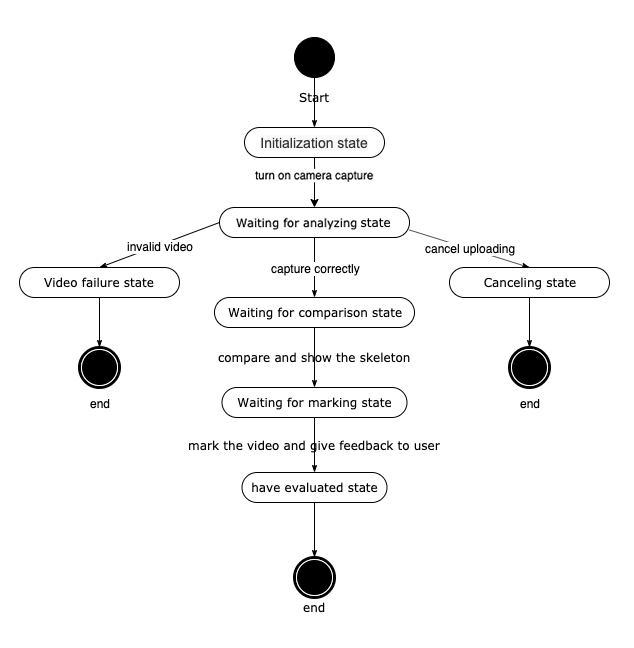 Start
Initialization state
turn on camera capture
Waiting for analyzing state
invalid video
cancel uploading
capture correctly
Video failure state
Canceling state
Waiting for comparison state
compare and show the skeleton
end
end
Waiting for marking state
mark the video and give feedback to user
have evaluated state
end